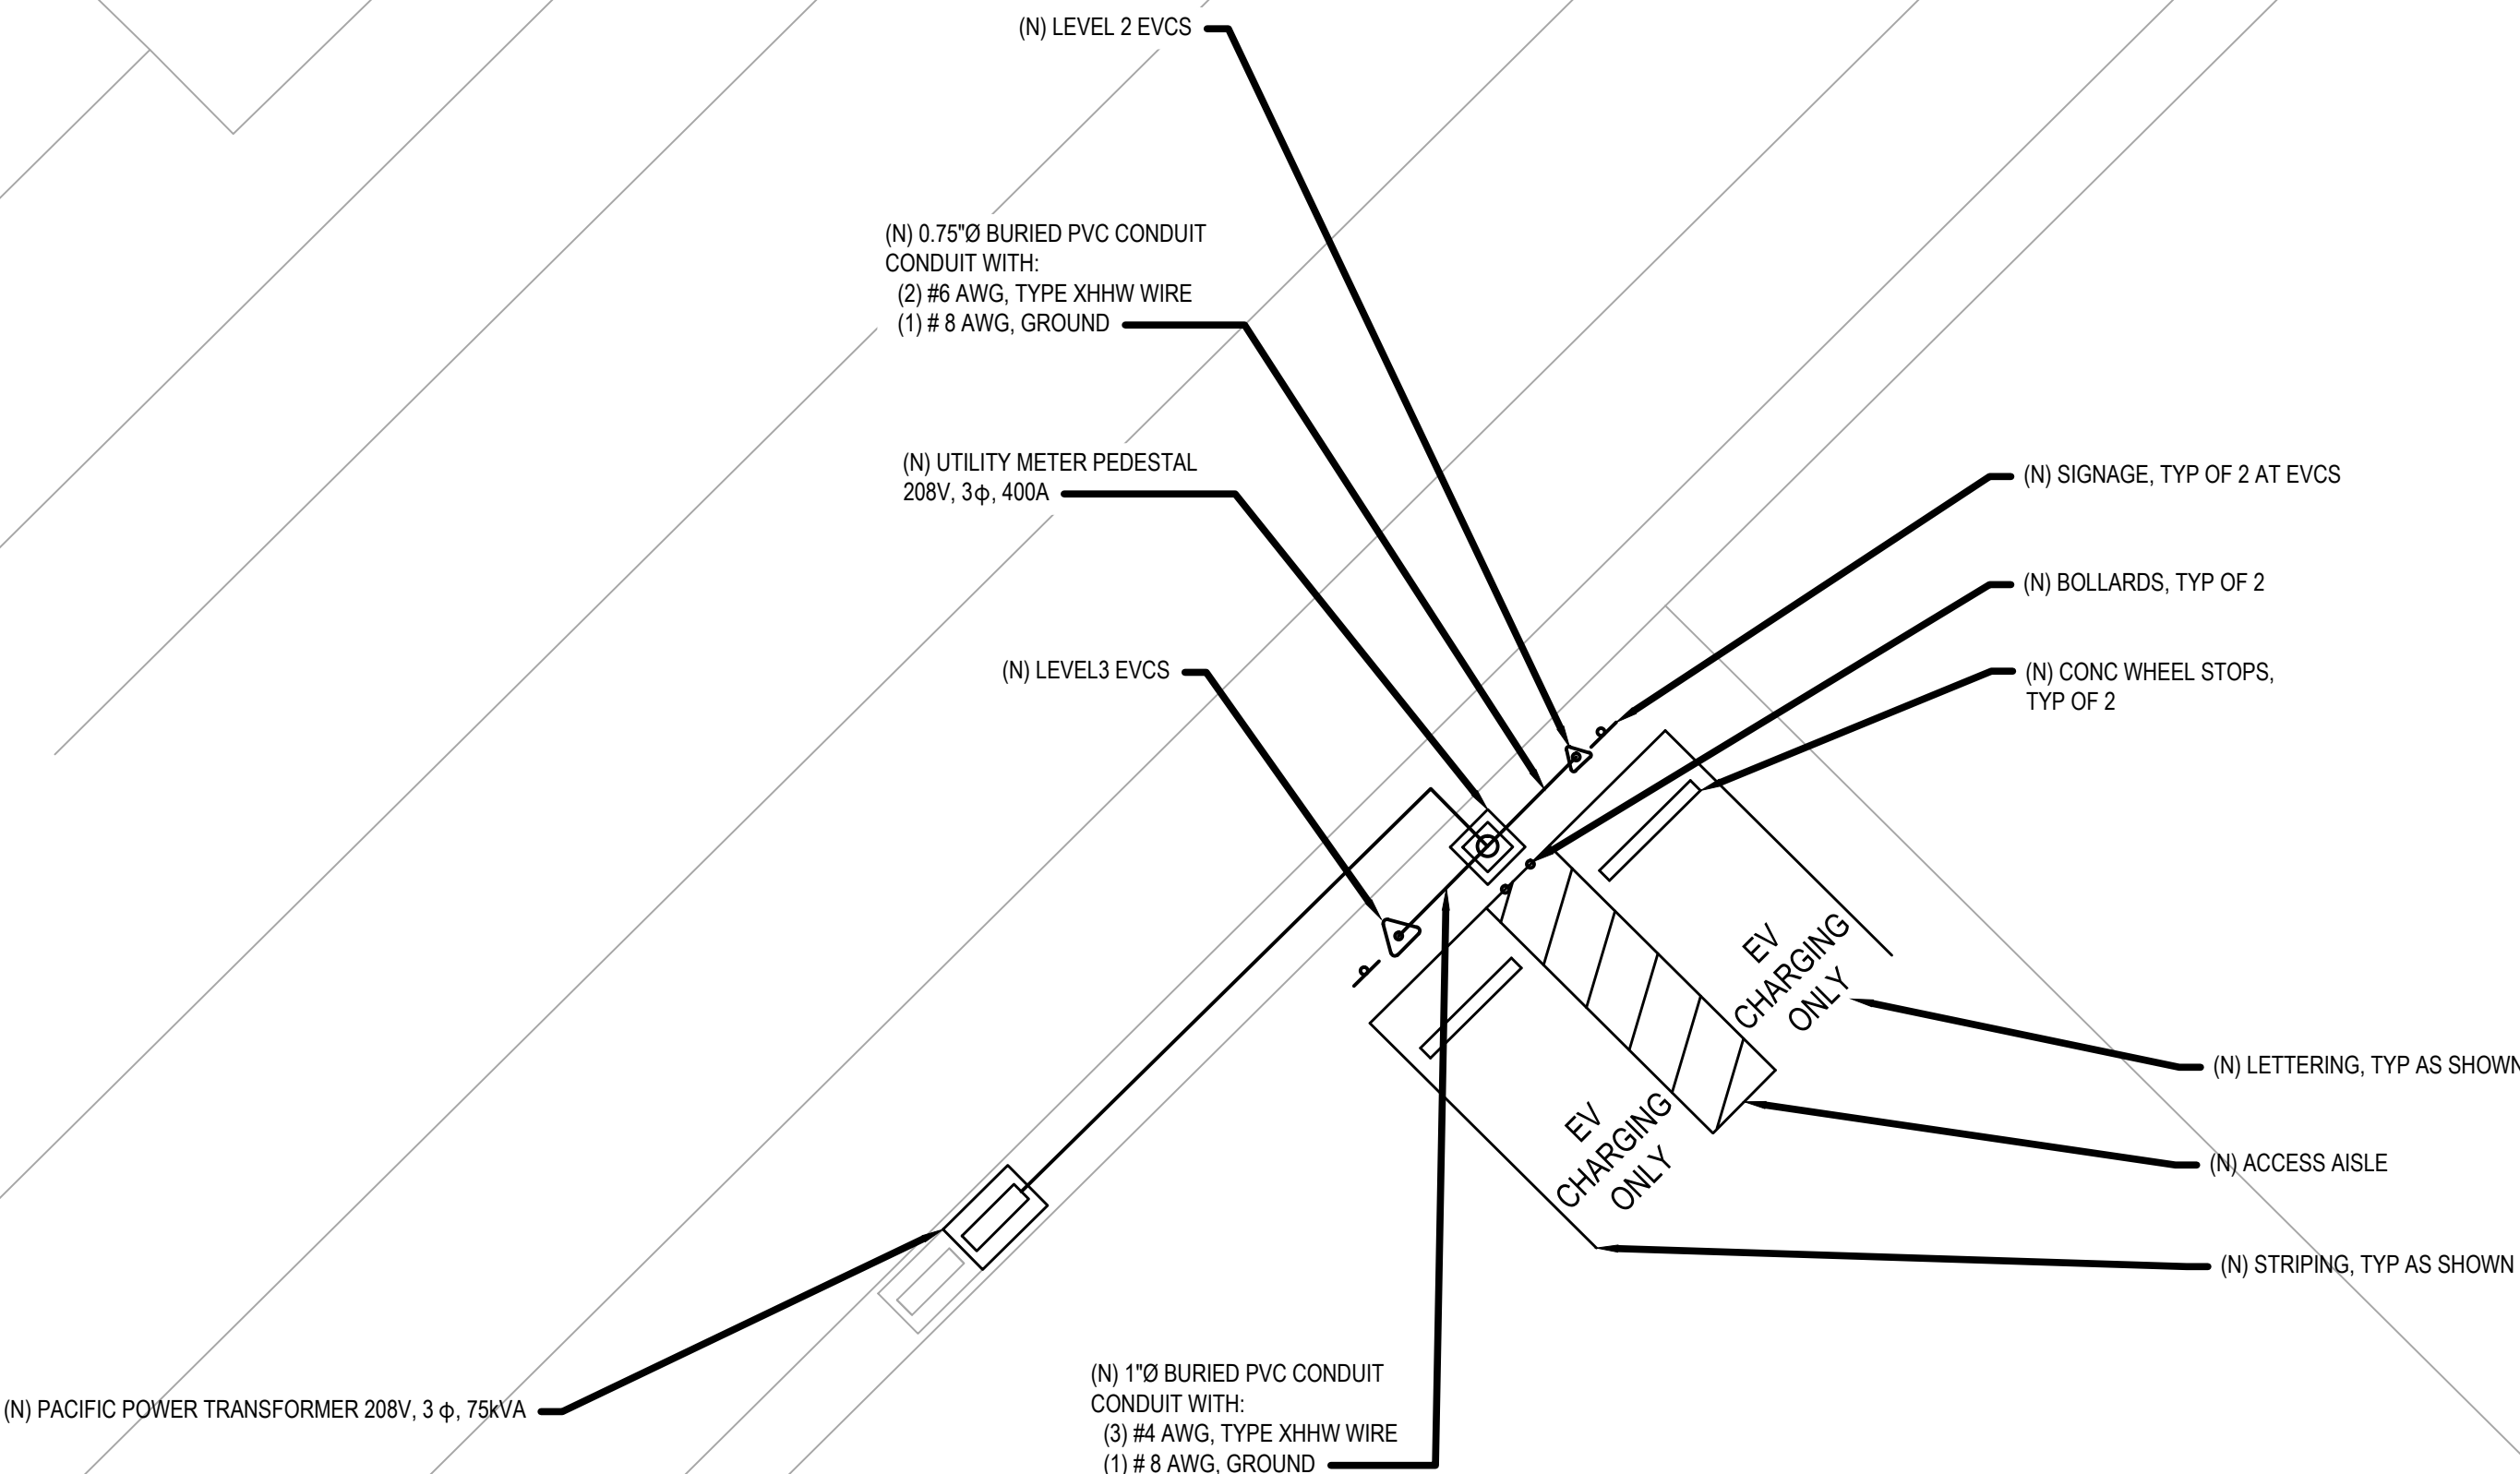 (N) LEVEL 2 EVCS
(N) 0.75"Ø BURIED PVC CONDUIT
CONDUIT WITH:
(2) #6 AWG, TYPE XHHW WIRE
(1) # 8 AWG, GROUND
(N) UTILITY METER PEDESTAL
208V, 3ϕ, 400A
(N) LEVEL3 EVCS
(N) SIGNAGE, TYP OF 2 AT EVCS
(N) BOLLARDS, TYP OF 2
(N) CONC WHEEL STOPS,
TYP OF 2
EV
CHARGING
ONLY
(N) LETTERING, TYP AS SHOWN
EV
CHARGING
ONLY
(N) ACCESS AISLE
(N) STRIPING, TYP AS SHOWN
(N) PACIFIC POWER TRANSFORMER 208V, 3 ϕ, 75kVA
(N) 1"Ø BURIED PVC CONDUIT
CONDUIT WITH:
(3) #4 AWG, TYPE XHHW WIRE
(1) # 8 AWG, GROUND